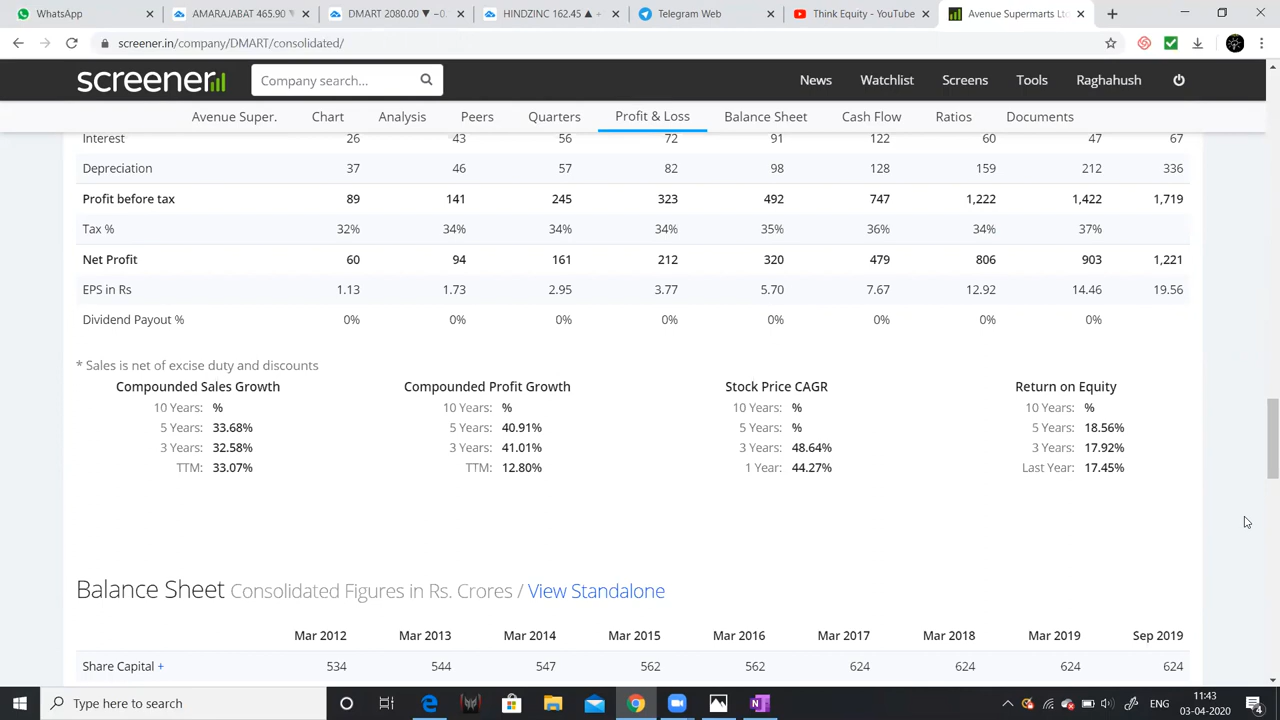 WhatsApp
AMARAJABAT 465.90 ▼
DMART 2080.00 ▼ −0.
HINDZINC 162.45 ▲ +
Telegram Web
Think Equity - YouTube
Avenue Supermarts Ltd
screener.in/company/DMART/consolidated/
screener
Company search...
News Watchlist Screens Tools Raghahush
Avenue Super. Chart Analysis Peers Quarters Profit & Loss Balance Sheet Cash Flow Ratios Documents
Interest 26 43 56 72 91 122 60 47 67
Depreciation 37 46 57 82 98 128 159 212 336
Profit before tax 89 141 245 323 492 747 1,222 1,422 1,719
Tax % 32% 34% 34% 34% 35% 36% 34% 37%
Net Profit 60 94 161 212 320 479 806 903 1,221
EPS in Rs 1.13 1.73 2.95 3.77 5.70 7.67 12.92 14.46 19.56
Dividend Payout % 0% 0% 0% 0% 0% 0% 0% 0%
* Sales is net of excise duty and discounts
Compounded Sales Growth Compounded Profit Growth Stock Price CAGR Return on Equity
10 Years: % 10 Years: % 10 Years: % 10 Years: %
5 Years: 33.68% 5 Years: 40.91% 5 Years: % 5 Years: 18.56%
3 Years: 32.58% 3 Years: 41.01% 3 Years: 48.64% 3 Years: 17.92%
TTM: 33.07% TTM: 12.80% 1 Year: 44.27% Last Year: 17.45%
Balance Sheet Consolidated Figures in Rs. Crores / View Standalone
Mar 2012 Mar 2013 Mar 2014 Mar 2015 Mar 2016 Mar 2017 Mar 2018 Mar 2019 Sep 2019
Share Capital + 534 544 547 562 562 624 624 624 624
Type here to search
ENG
11:43
03-04-2020
4